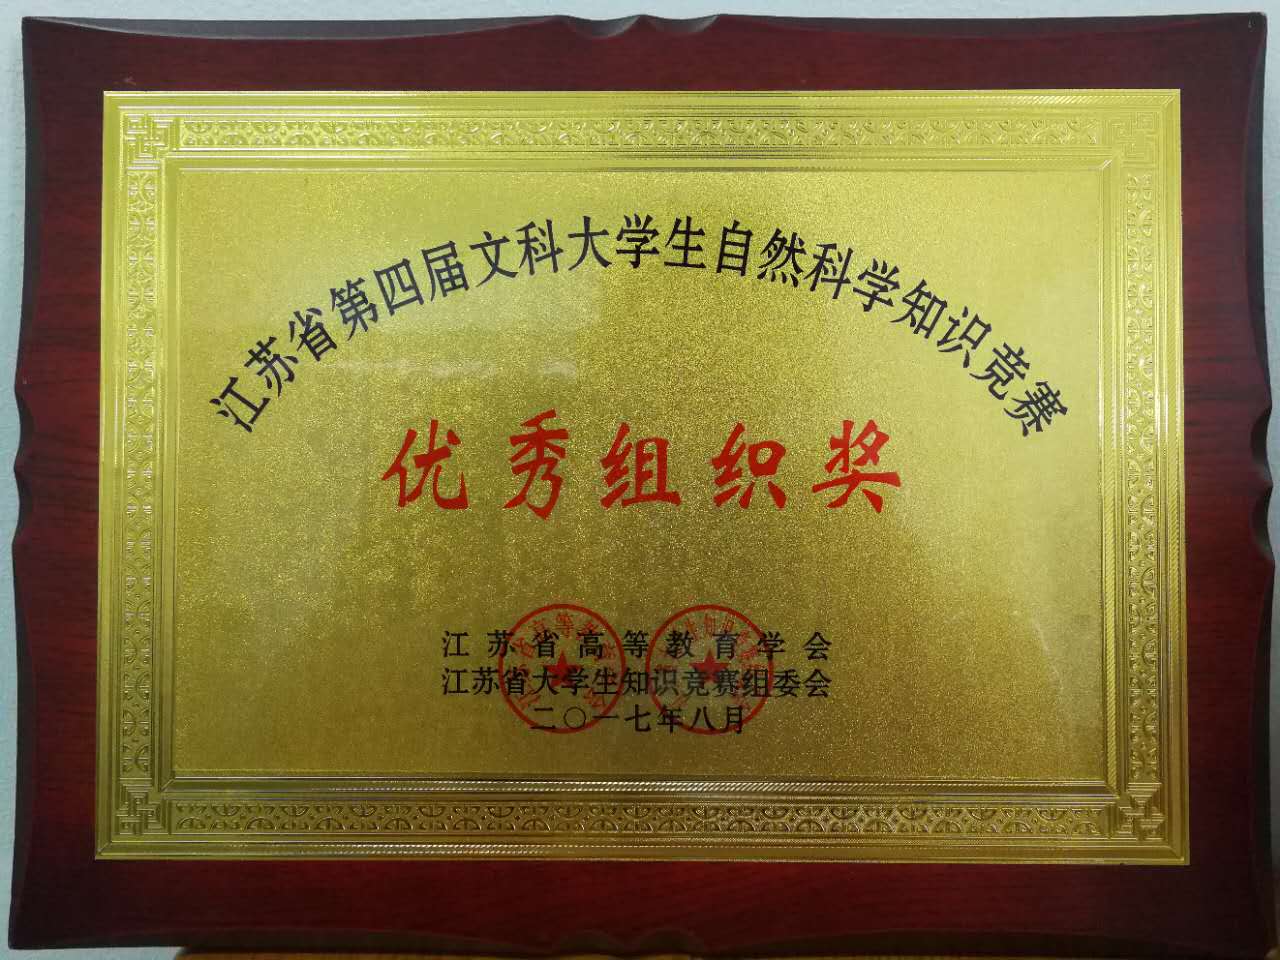 江苏省第四届文科大学生自然科学知识竞赛
优秀组织奖
江苏省高等教育学会
江苏省大学生知识竞赛组委会
二〇一七年八月